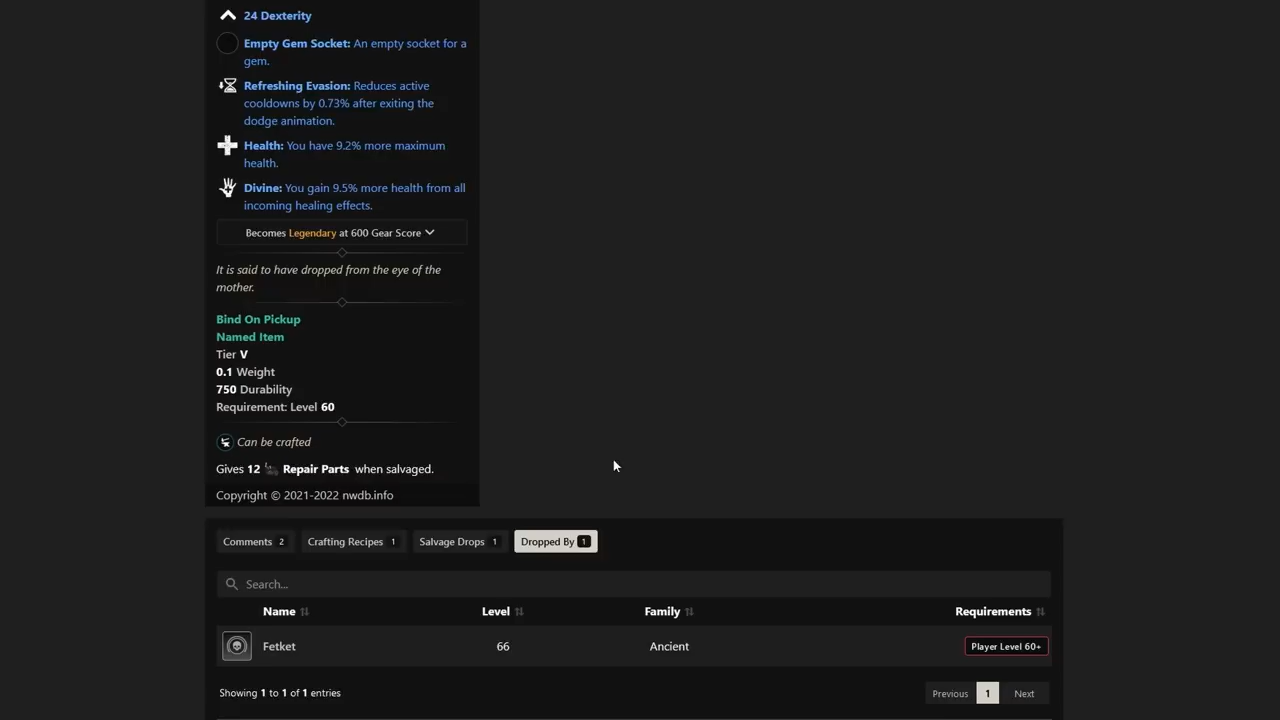 24 Dexterity
Empty Gem Socket: An empty socket for a
gem.
Refreshing Evasion: Reduces active
cooldowns by 0.73% after exiting the
dodge animation.
Health: You have 9.2% more maximum
health.
Divine: You gain 9.5% more health from all
incoming healing effects.
Becomes Legendary at 600 Gear Score
It is said to have dropped from the eye of the
mother.
Bind On Pickup
Named Item
Tier V
0.1 Weight
750 Durability
Requirement: Level 60
Can be crafted
Gives 12 Repair Parts when salvaged.
Copyright © 2021-2022 nwdb.info
Comments 2 Crafting Recipes 1 Salvage Drops 1 Dropped By 1
Search...
Name Level Family Requirements
Fetket 66 Ancient Player Level 60+
Showing 1 to 1 of 1 entries Previous 1 Next